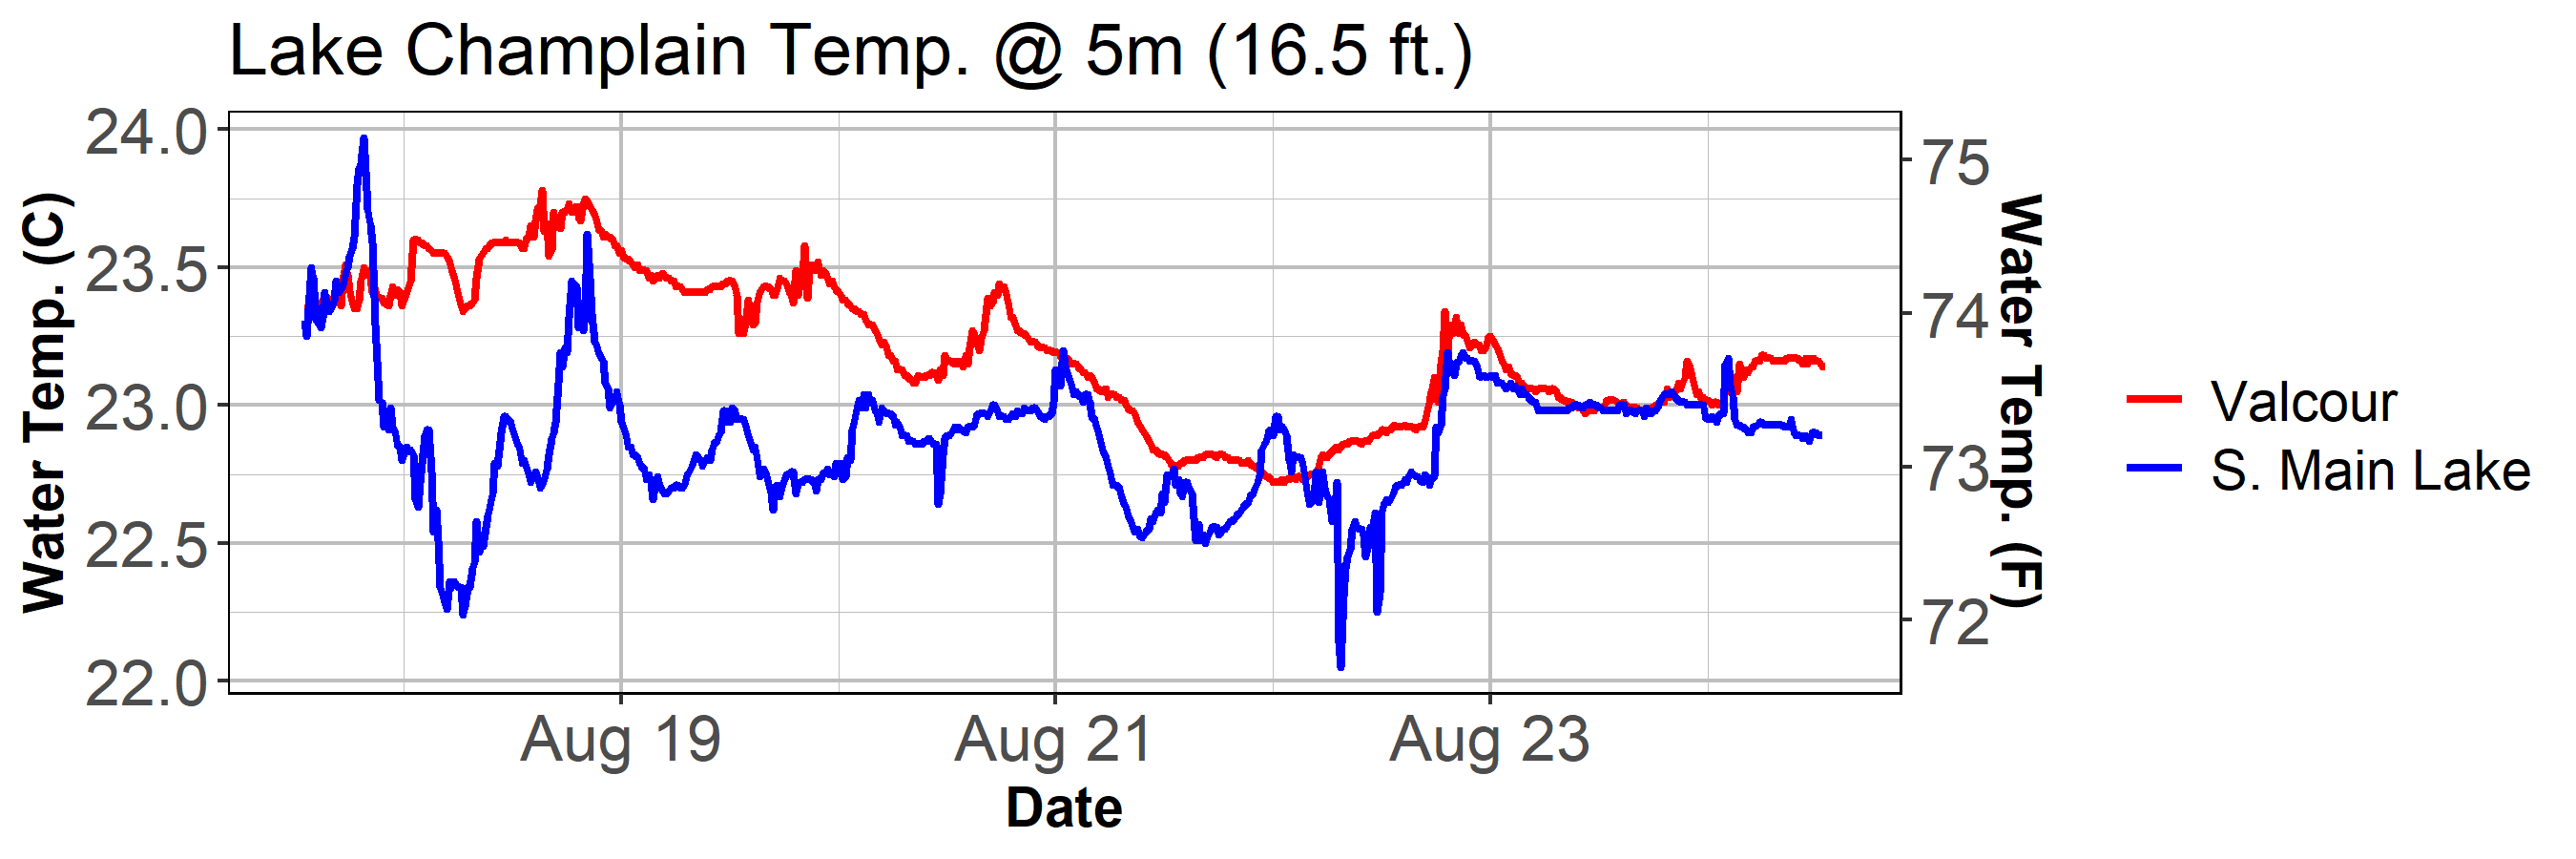 Lake Champlain Temp. @ 5m (16.5 ft.)
Water Temp. (C)
24.0
23.5
23.0
22.5
22.0
75
74
73
72
Water Temp. (F)
Aug 19
Aug 21
Aug 23
Date
Valcour
S. Main Lake